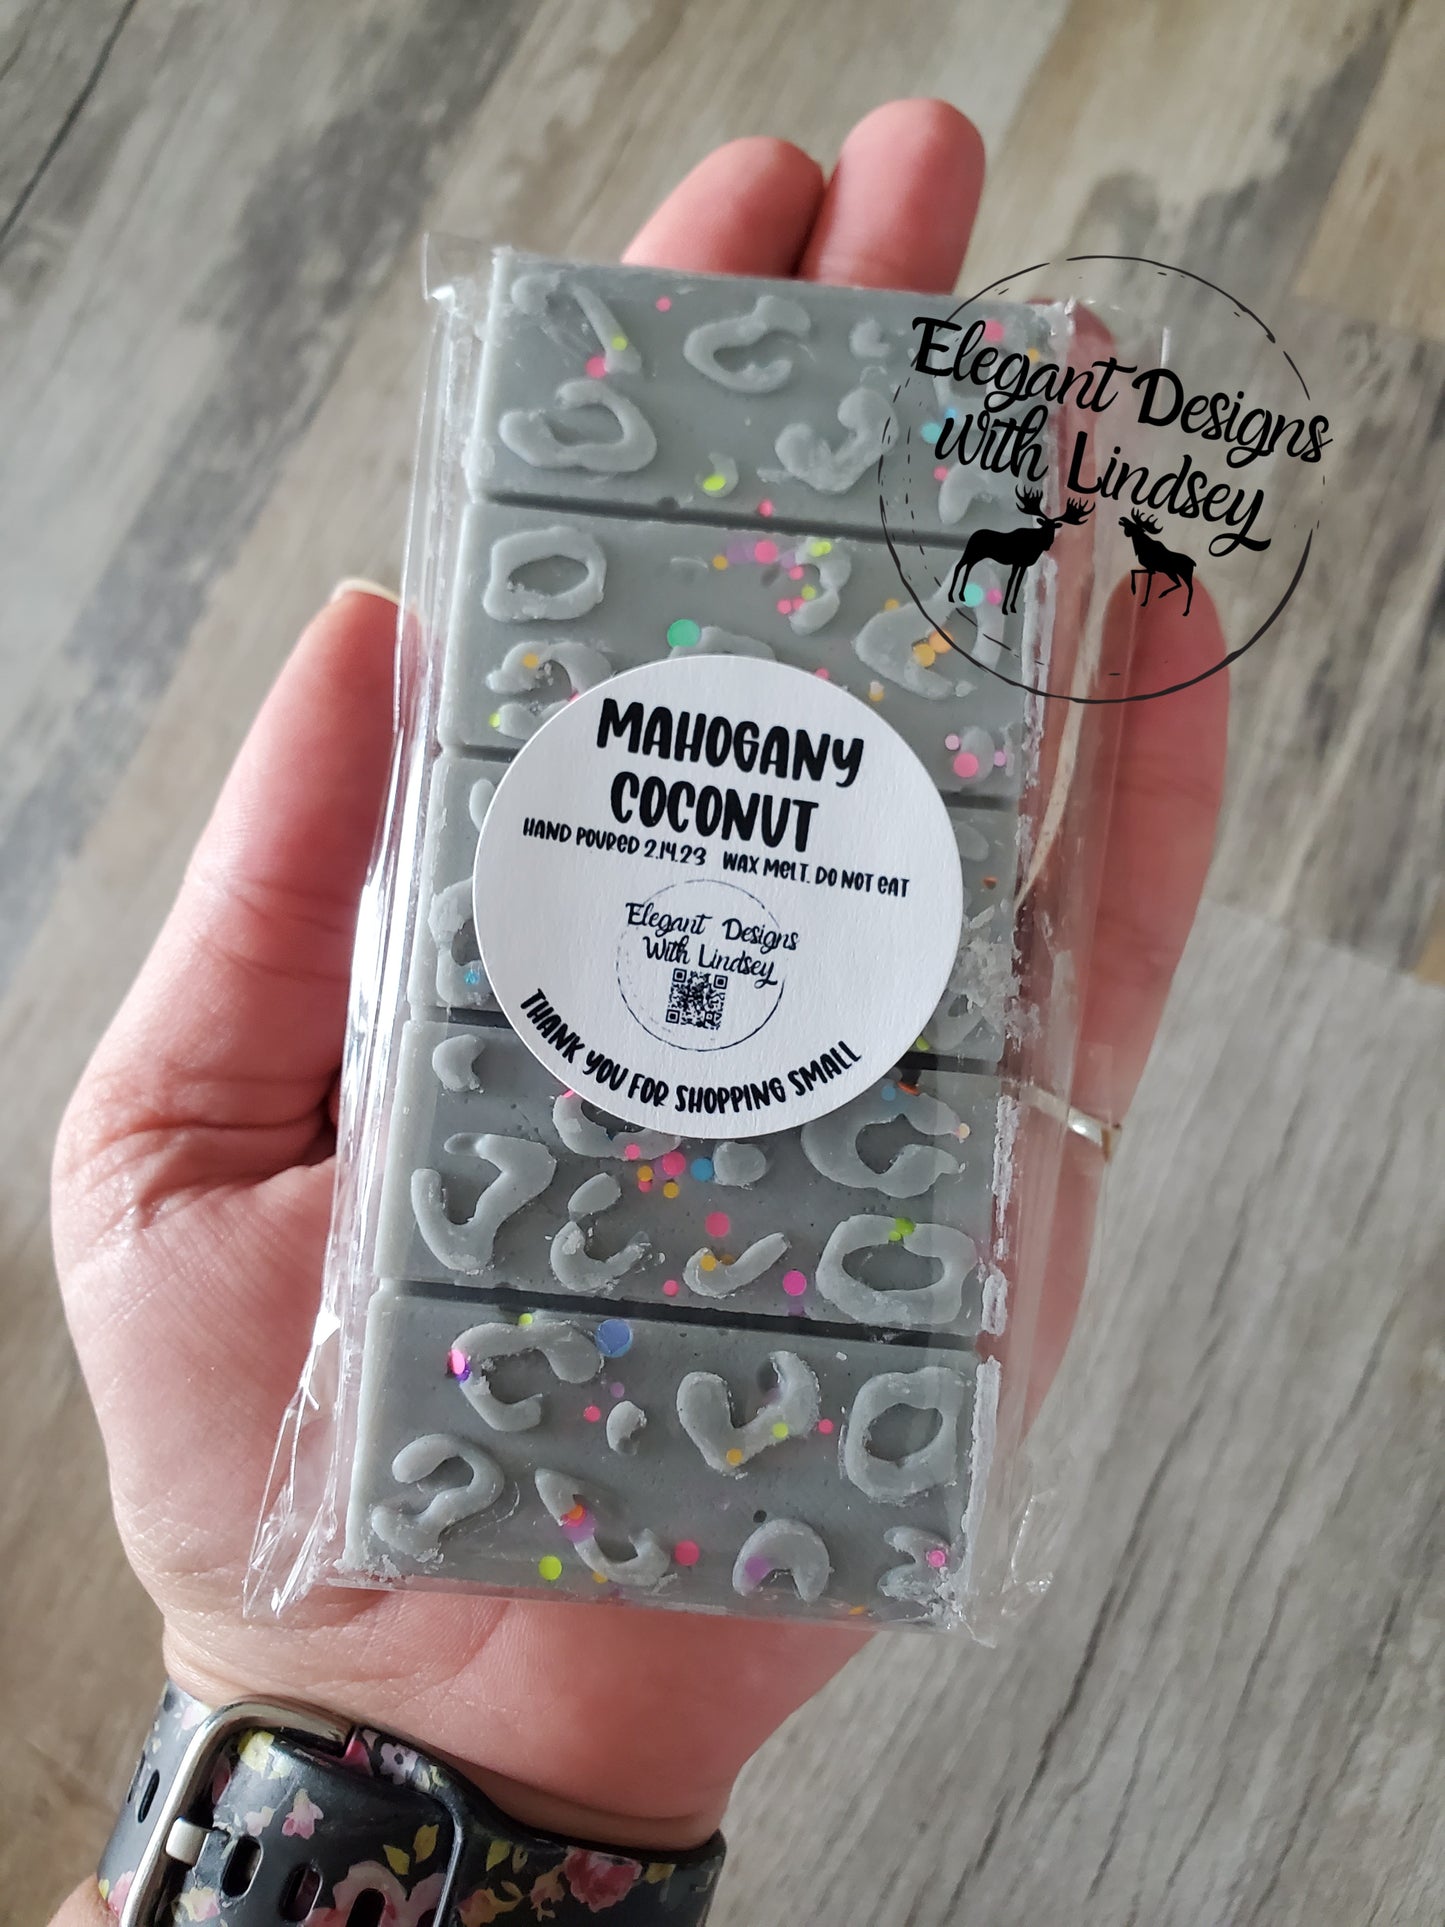 Elegant Designs
With Lindsey
MAHOGANY
COCONUT
HAND POURED 2.14.23 WAX MELT. DO NOT EAT
Elegant Designs
With Lindsey
THANK YOU FOR SHOPPING SMALL